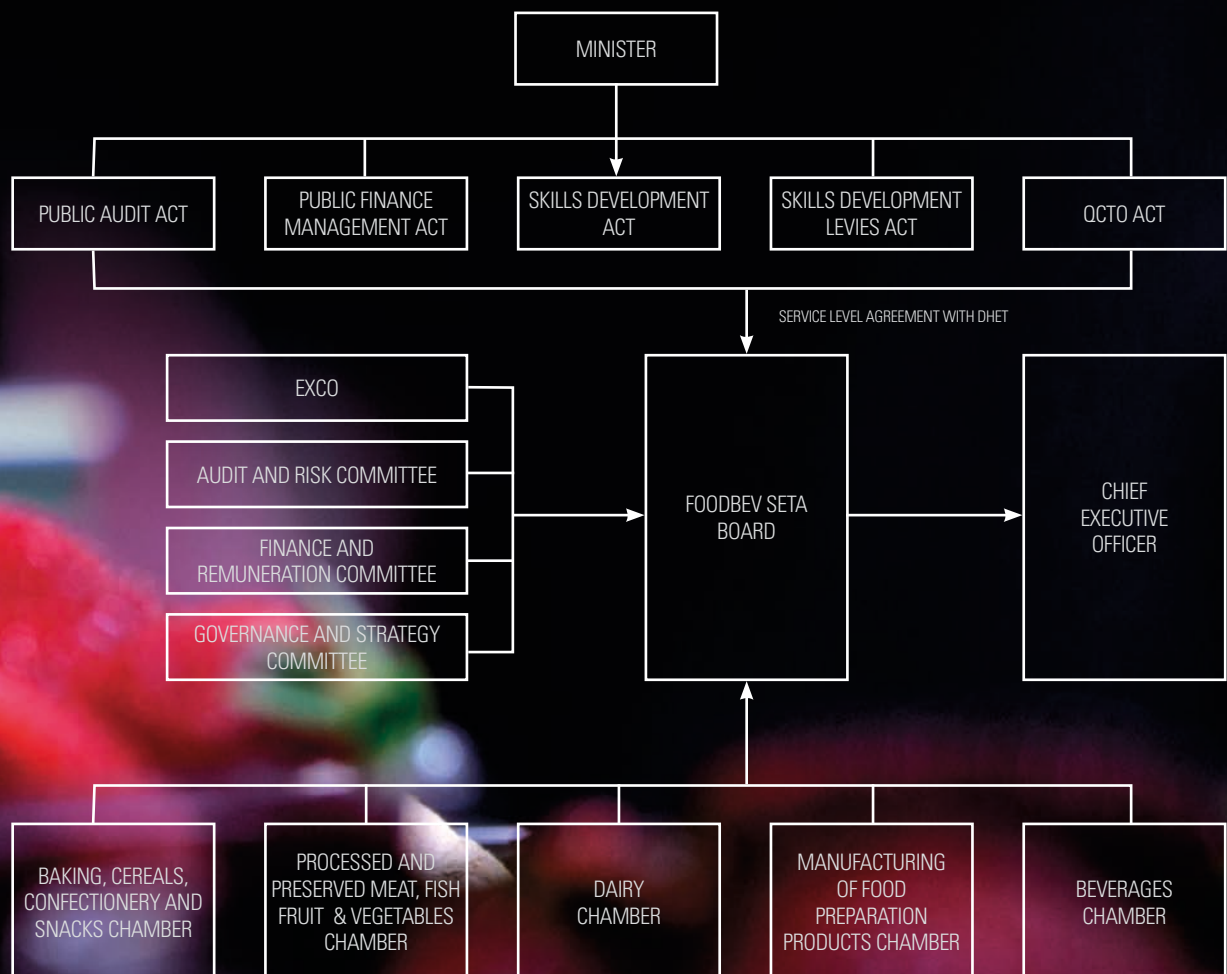 MINISTER
PUBLIC AUDIT ACT
PUBLIC FINANCE
MANAGEMENT ACT
SKILLS DEVELOPMENT
ACT
SKILLS DEVELOPMENT
LEVIES ACT
QCTO ACT
SERVICE LEVEL AGREEMENT WITH DHET
EXCO
AUDIT AND RISK COMMITTEE
FINANCE AND
REMUNERATION COMMITTEE
GOVERNANCE AND STRATEGY
COMMITTEE
FOODBEV SETA
BOARD
CHIEF
EXECUTIVE
OFFICER
BAKING, CEREALS,
CONFECTIONERY AND
SNACKS CHAMBER
PROCESSED AND
PRESERVED MEAT, FISH
FRUIT & VEGETABLES
CHAMBER
DAIRY
CHAMBER
MANUFACTURING
OF FOOD
PREPARATION
PRODUCTS CHAMBER
BEVERAGES
CHAMBER